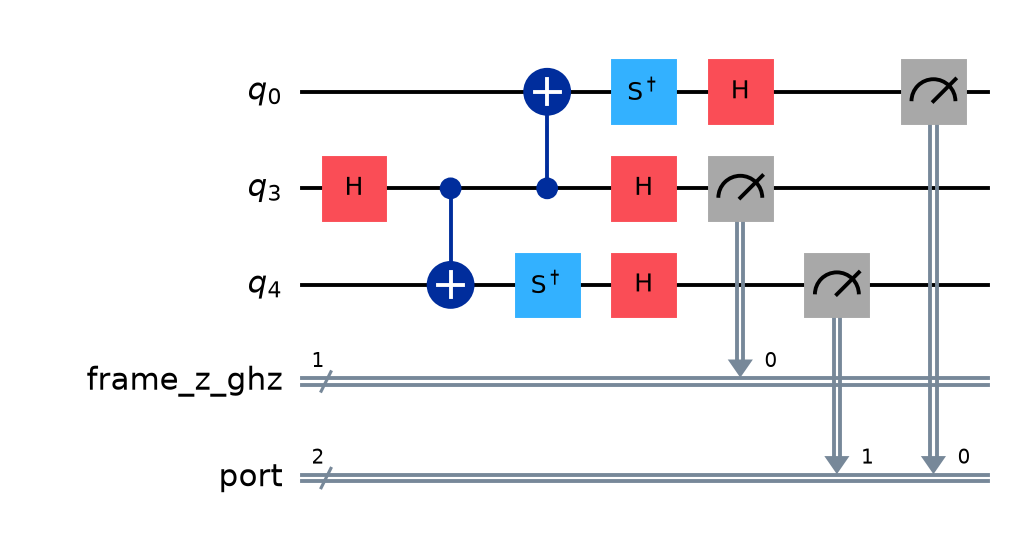 q0 S† H
q3 H H
q4 S† H
frame_z_ghz 1 0
port 2 1 0